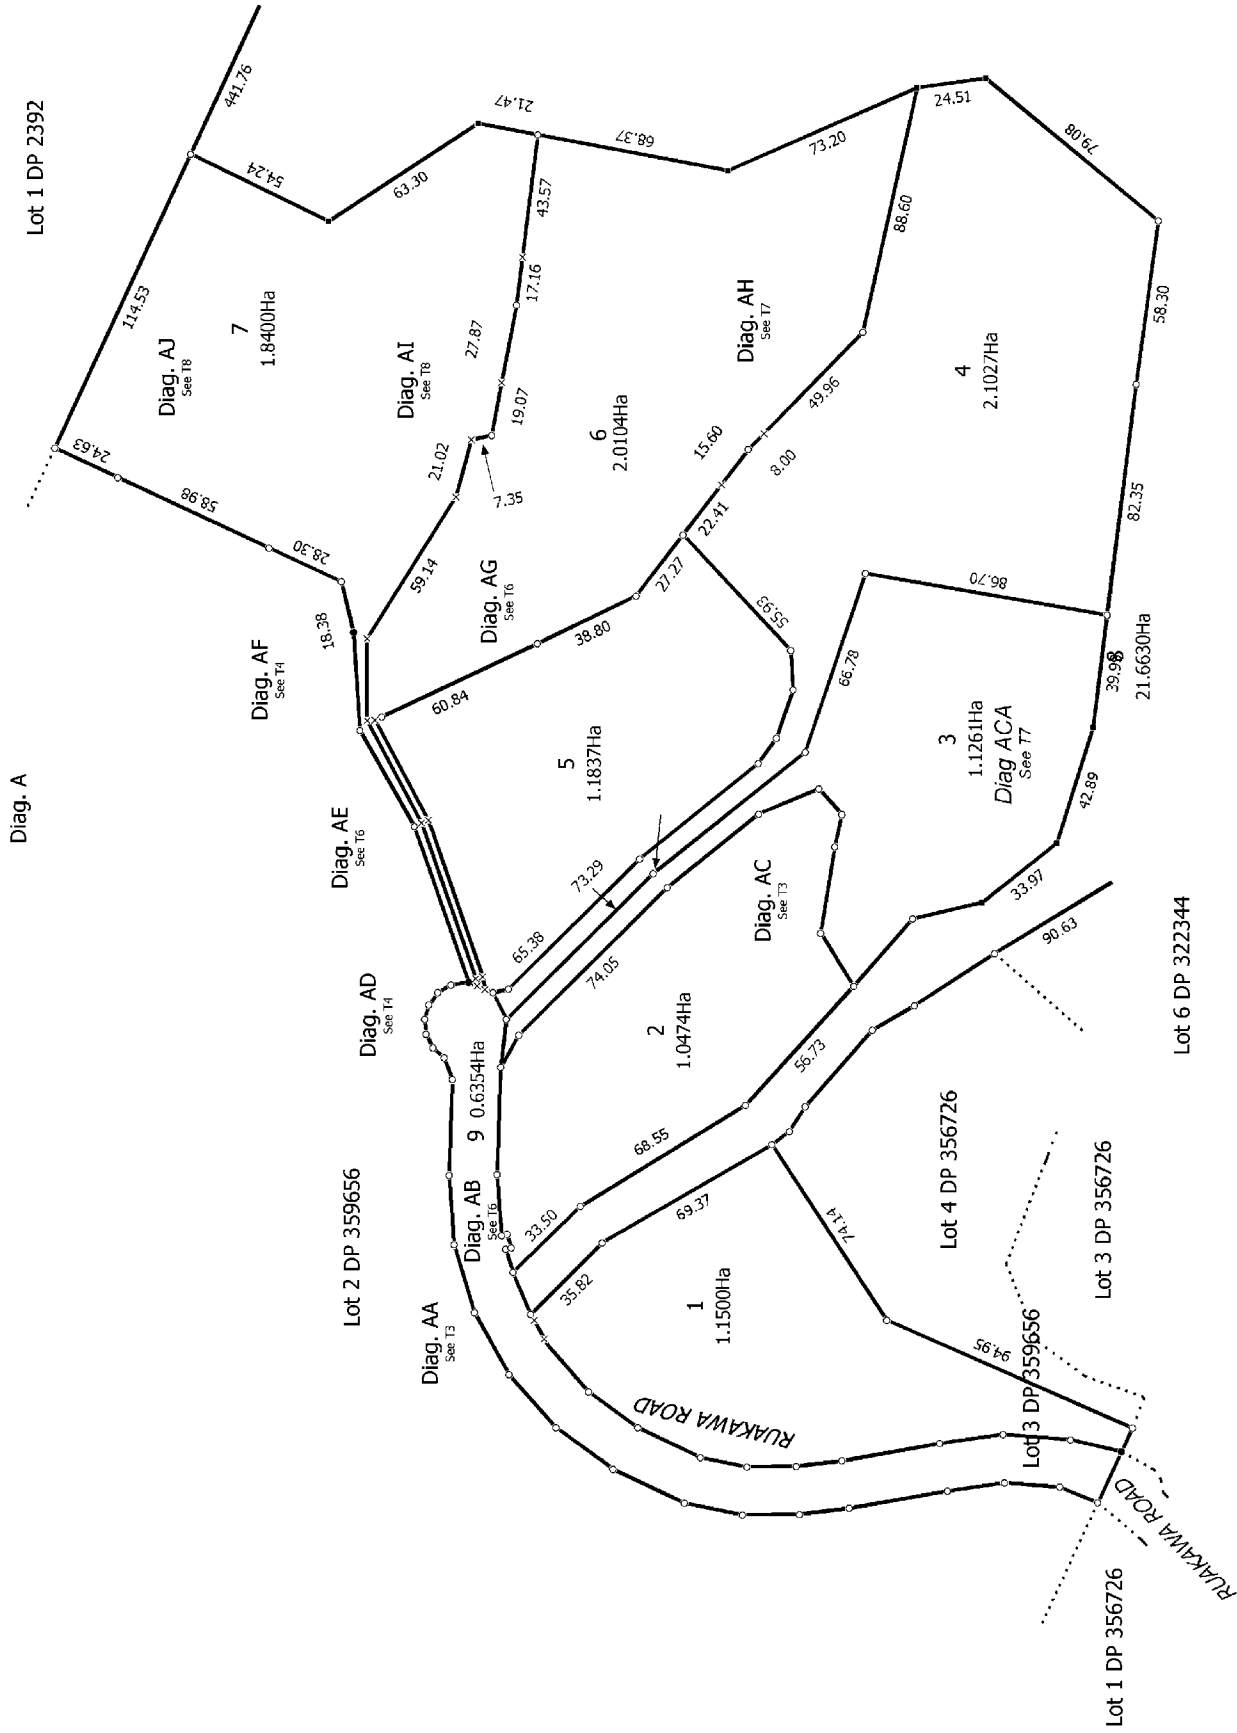 Diag. A
Lot 1 DP 2392
441.76
114.53
54.24
63.30
21.47
68.37
73.20
24.51
79.08
58.30
82.35
88.60
43.57
17.16
27.87
19.07
7.35
21.02
59.14
24.63
58.98
28.30
18.38
Diag. AJ
See T8
7
1.8400Ha
Diag. AI
See T8
Diag. AH
See T7
6
2.0104Ha
4
2.1027Ha
49.96
8.00
15.60
22.41
27.27
38.80
60.84
55.93
Diag. AG
See T6
Diag. AF
See T4
Diag. AE
See T6
Diag. AD
See T4
5
1.1837Ha
66.78
86.70
39.98
8
21.6630Ha
3
1.1261Ha
Diag ACA
See T7
42.89
33.97
90.63
73.29
65.38
74.05
Diag. AC
See T3
2
1.0474Ha
56.73
68.55
33.50
9 0.6354Ha
Diag. AB
See T6
Lot 2 DP 359656
Diag. AA
See T3
69.37
35.82
74.14
94.95
1
1.1500Ha
Lot 6 DP 322344
Lot 4 DP 356726
Lot 3 DP 356726
Lot 3 DP 359656
RUAKAWA ROAD
RUAKAWA ROAD
Lot 1 DP 356726